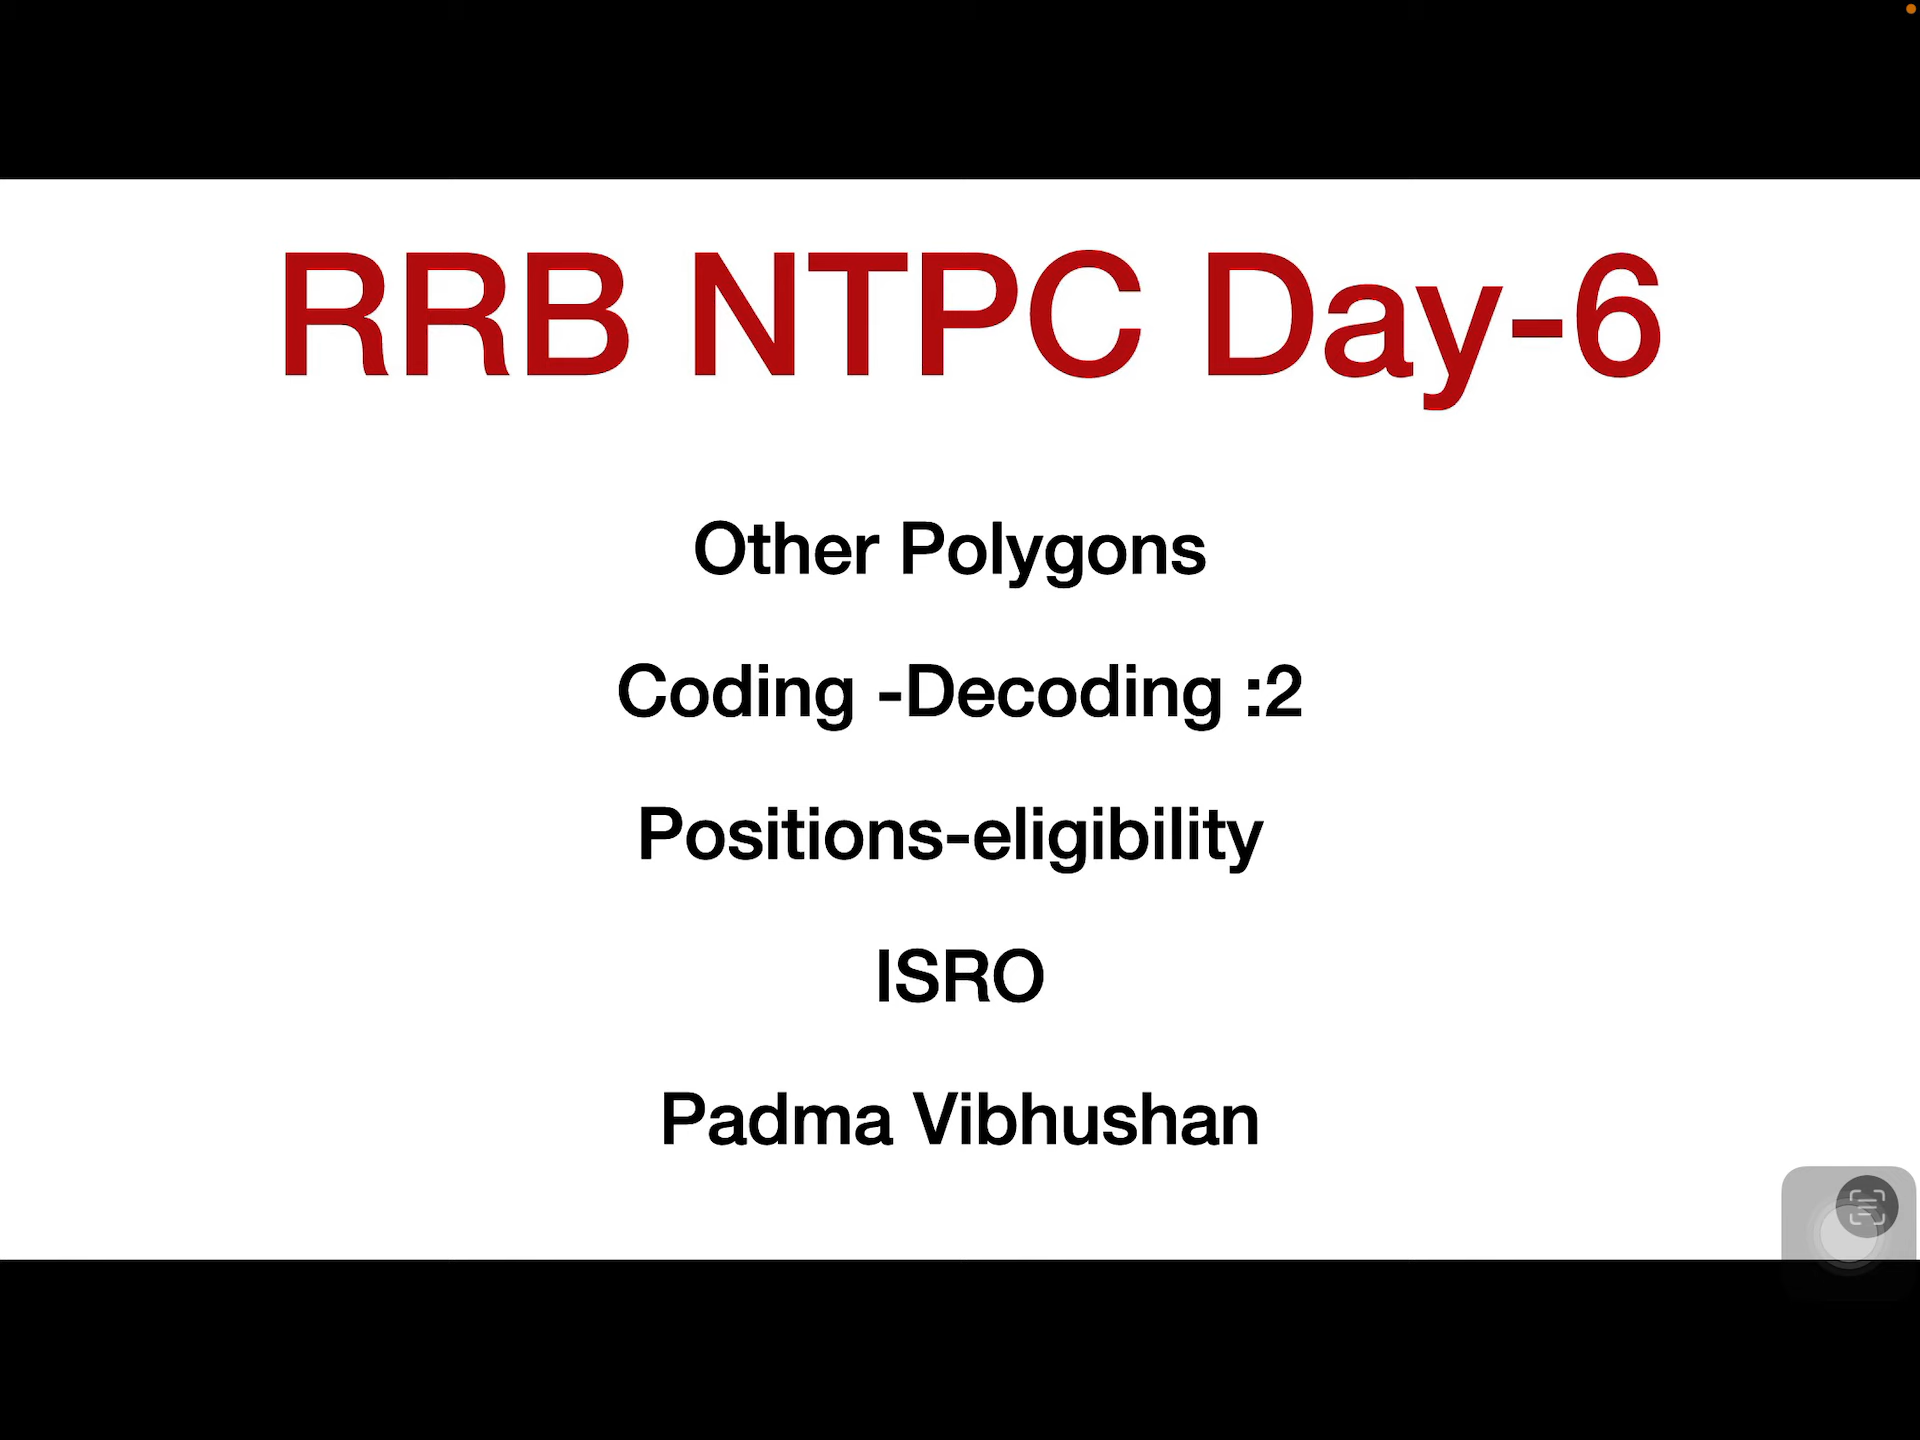 RRB NTPC Day-6
Other Polygons
Coding -Decoding :2
Positions-eligibility
ISRO
Padma Vibhushan